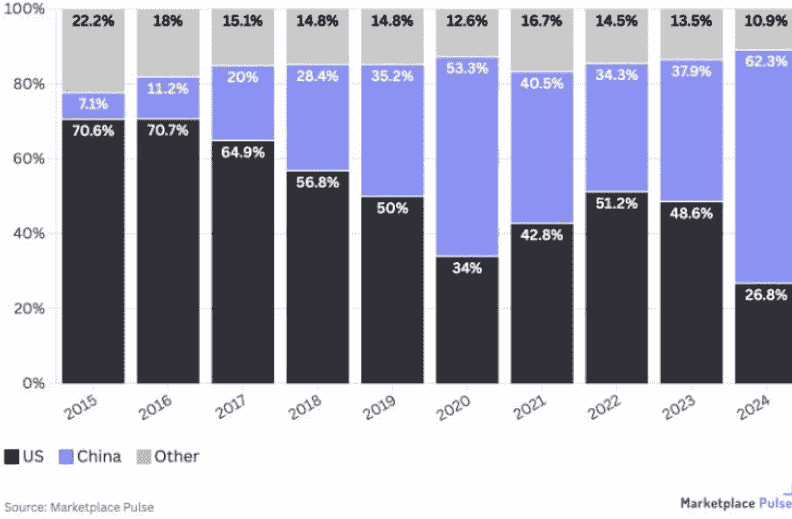 100%
22.2% 18% 15.1% 14.8% 14.8% 12.6% 16.7% 14.5% 13.5% 10.9%
7.1% 11.2% 20% 28.4% 35.2% 53.3% 40.5% 34.3% 37.9% 62.3%
80%
70.6% 70.7% 64.9% 56.8% 50% 34% 42.8% 51.2% 48.6% 26.8%
60%
40%
20%
0%
2015 2016 2017 2018 2019 2020 2021 2022 2023 2024
US China Other
Source: Marketplace Pulse
Marketplace Pulse